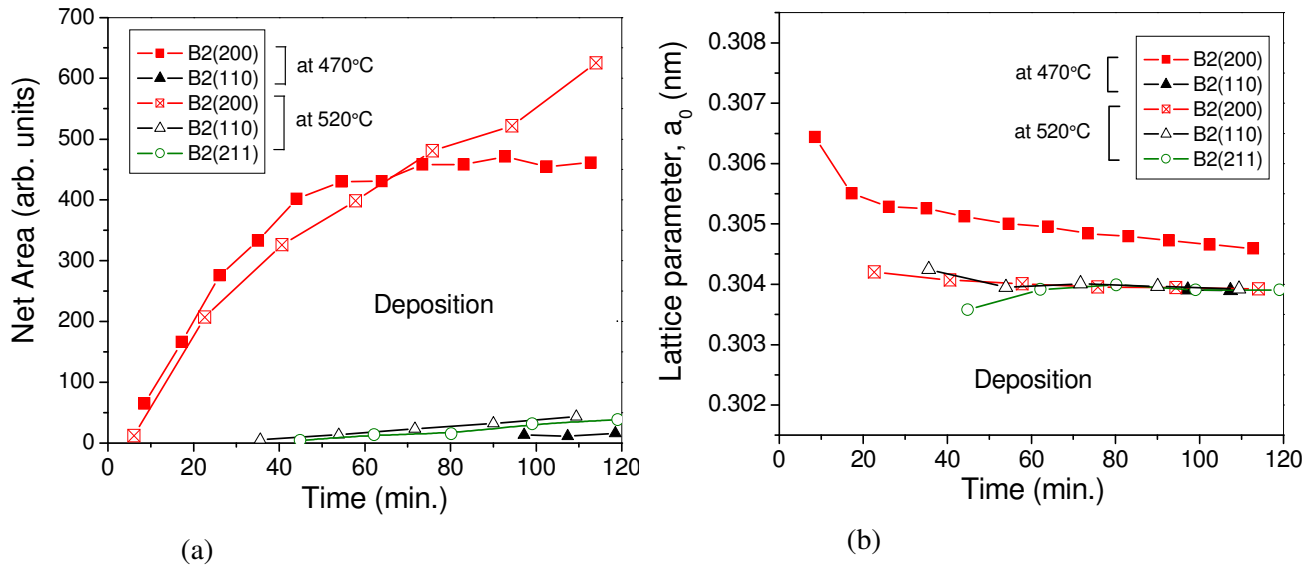 700
600
500
400
300
200
100
0
Net Area (arb. units)
B2(200)
B2(110)
at 470°C
B2(200)
B2(110)
B2(211)
at 520°C
Deposition
0 20 40 60 80 100 120
Time (min.)
(a)
0.308
0.307
0.306
0.305
0.304
0.303
0.302
Lattice parameter, a0 (nm)
B2(200)
B2(110)
at 470°C
B2(200)
B2(110)
B2(211)
at 520°C
Deposition
0 20 40 60 80 100 120
Time (min.)
(b)